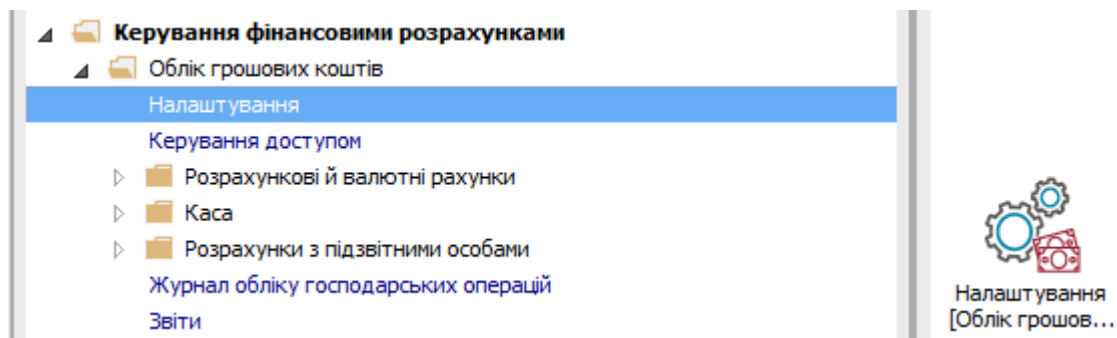 Керування фінансовими розрахунками
Облік грошових коштів
Налаштування
Керування доступом
Розрахункові й валютні рахунки
Каса
Розрахунки з підзвітними особами
Журнал обліку господарських операцій
Звіти
Налаштування
[Облік грошов...